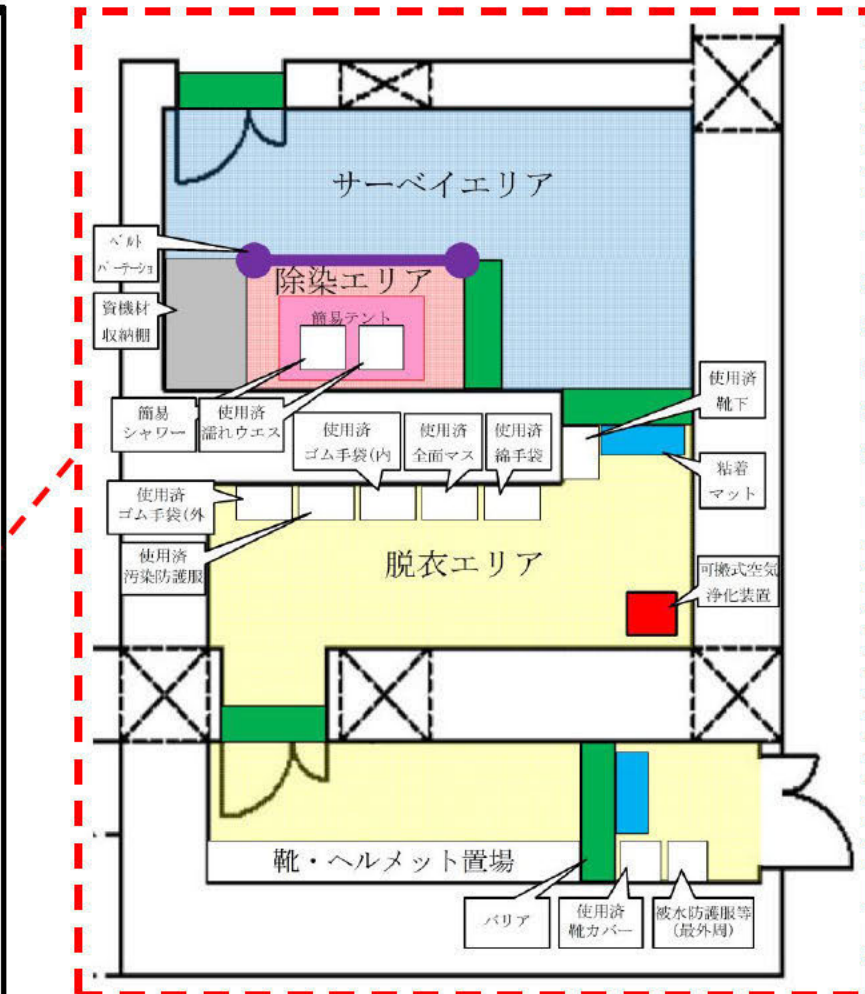 サーベイエリア
ベルト
パーテーショ
除染エリア
資機材
収納棚
簡易テント
簡易
シャワー
使用済
濡れウエス
使用済
ゴム手袋(内
使用済
全面マス
使用済
綿手袋
使用済
靴下
粘着
マット
使用済
ゴム手袋(外
使用済
汚染防護服
脱衣エリア
可搬式空気
浄化装置
靴・ヘルメット置場
バリア
使用済
靴カバー
被水防護服等
(最外周)